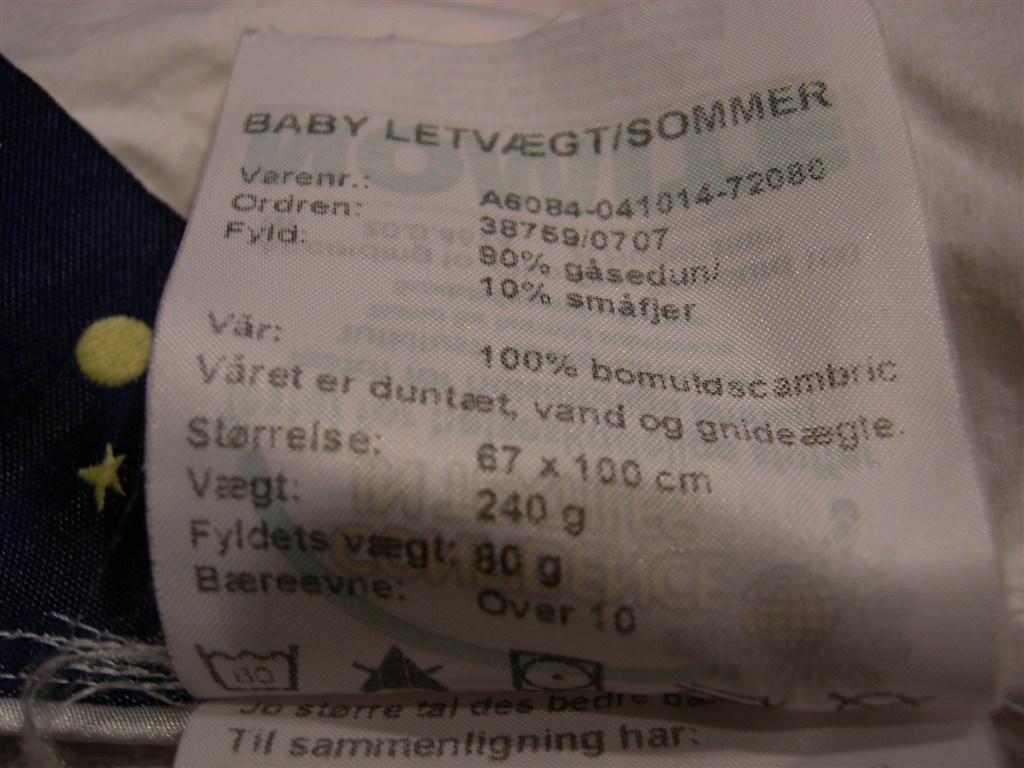 BABY LETVÆGT/SOMMER
Varenr.: A6084-041014-72080
Ordren: 38769/0707
Fyld: 90% gåsedun/
10% småfjer
Vår: 100% bomuldscambric
Våret er duntæt, vand og gnideægte.
Størrelse: 67 x 100 cm
Vægt: 240 g
Fyldets vægt: 80 g
Bæreevne: Over 10
Jo større tal des bedre
Til sammenligning har: